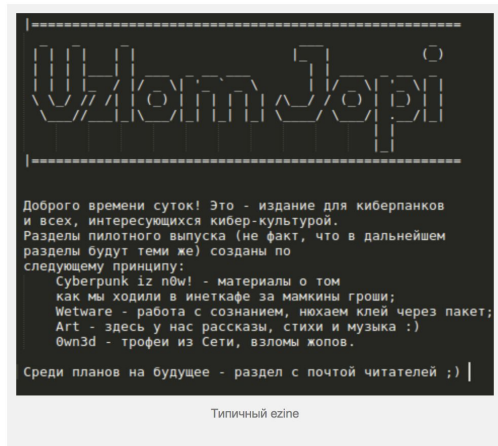 UzlomJopi
Доброго времени суток! Это - издание для киберпанков
и всех, интересующихся кибер-культурой.
Разделы пилотного выпуска (не факт, что в дальнейшем
разделы будут теми же) созданы по
следующему принципу:
Cyberpunk iz n0w! - материалы о том
как мы ходили в инеткафе за мамкины гроши;
Wetware - работа с сознанием, нюхаем клей через пакет;
Art - здесь у нас рассказы, стихи и музыка :)
0wn3d - трофеи из Сети, взломы жопов.
Среди планов на будущее - раздел с почтой читателей ;)
Типичный ezine